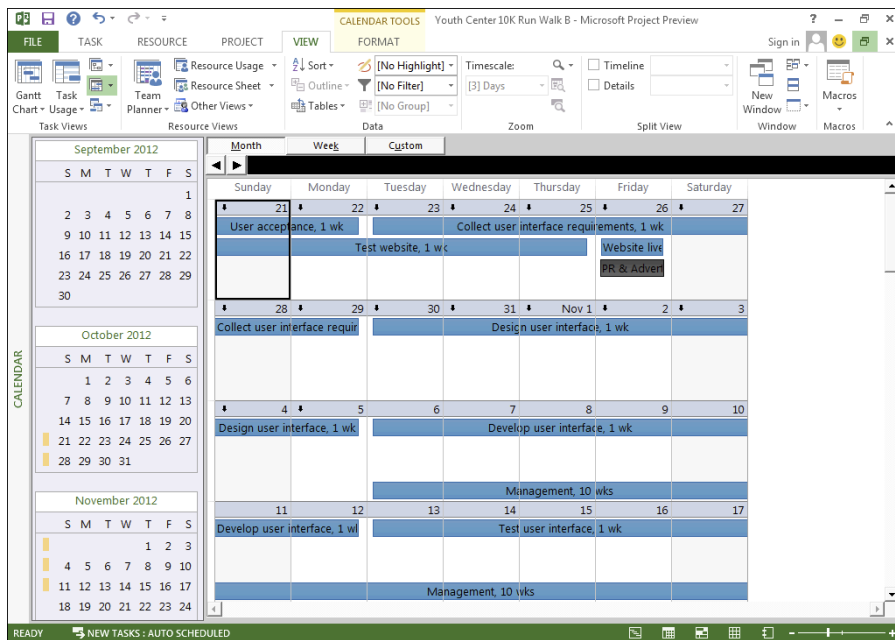 CALENDAR TOOLS Youth Center 10K Run Walk B - Microsoft Project Preview
FILE TASK RESOURCE PROJECT VIEW FORMAT Sign in
Gantt Chart Task Usage Team Planner Resource Usage Resource Sheet Other Views
Sort Outline Tables [No Highlight] [No Filter] [No Group]
Timescale: [3] Days Timeline Details New Window Macros
Task Views Resource Views Data Zoom Split View Window Macros
CALENDAR
September 2012
S M T W T F S
1
2 3 4 5 6 7 8
9 10 11 12 13 14 15
16 17 18 19 20 21 22
23 24 25 26 27 28 29
30
October 2012
S M T W T F S
1 2 3 4 5 6
7 8 9 10 11 12 13
14 15 16 17 18 19 20
21 22 23 24 25 26 27
28 29 30 31
November 2012
S M T W T F S
1 2 3
4 5 6 7 8 9 10
11 12 13 14 15 16 17
18 19 20 21 22 23 24
Month Week Custom
Sunday Monday Tuesday Wednesday Thursday Friday Saturday
21 22 23 24 25 26 27
User acceptance, 1 wk Collect user interface requirements, 1 wk
Test website, 1 wk Website live
PR & Advert
28 29 30 31 Nov 1 2 3
Collect user interface requir Design user interface, 1 wk
4 5 6 7 8 9 10
Design user interface, 1 wk Develop user interface, 1 wk
Management, 10 wks
11 12 13 14 15 16 17
Develop user interface, 1 wl Test user interface, 1 wk
Management, 10 wks
READY NEW TASKS : AUTO SCHEDULED